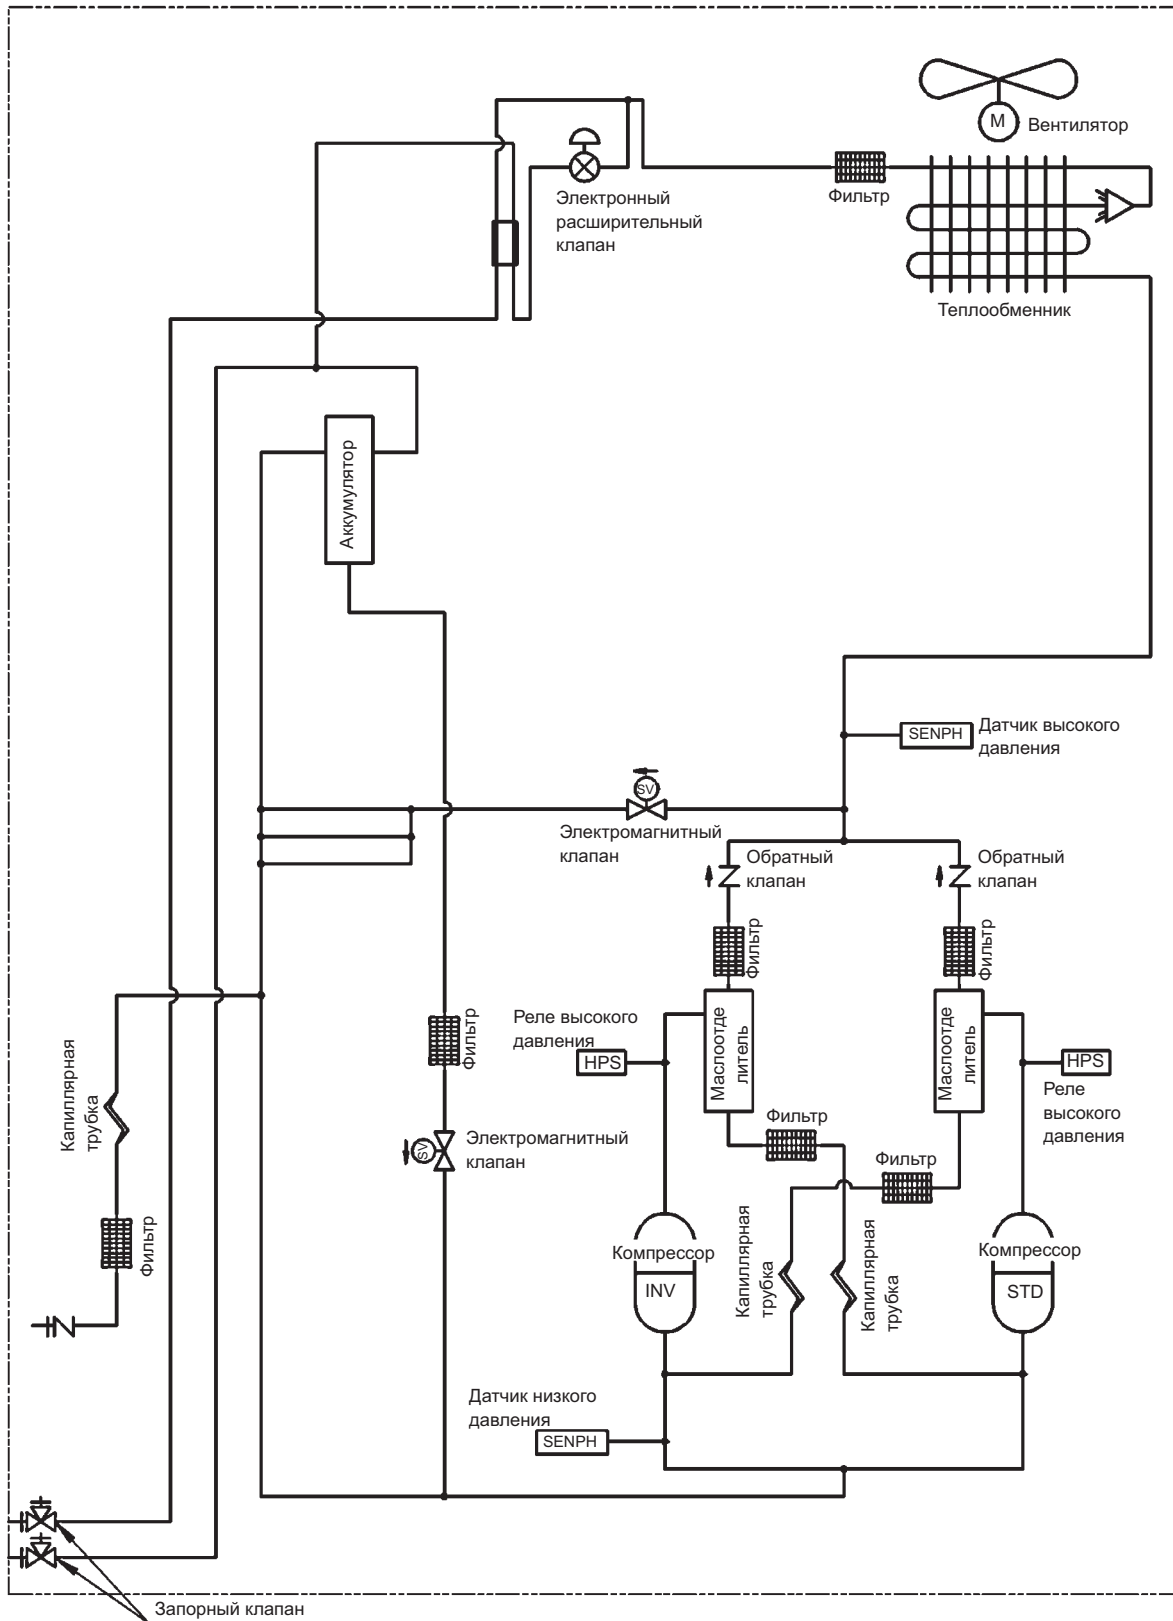 M
Вентилятор
Электронный
расширительный
клапан
Фильтр
Теплообменник
Аккумулятор
SENPH
Датчик высокого
давления
SV
Электромагнитный
клапан
Обратный
клапан
Обратный
клапан
Фильтр
Фильтр
Реле высокого
давления
HPS
Маслоотде
литель
Маслоотде
литель
HPS
Реле
высокого
давления
Фильтр
Капиллярная
трубка
SV
Электромагнитный
клапан
Фильтр
Фильтр
Фильтр
Компрессор
INV
Капиллярная
трубка
Капиллярная
трубка
Компрессор
STD
Датчик низкого
давления
SENPH
Запорный клапан